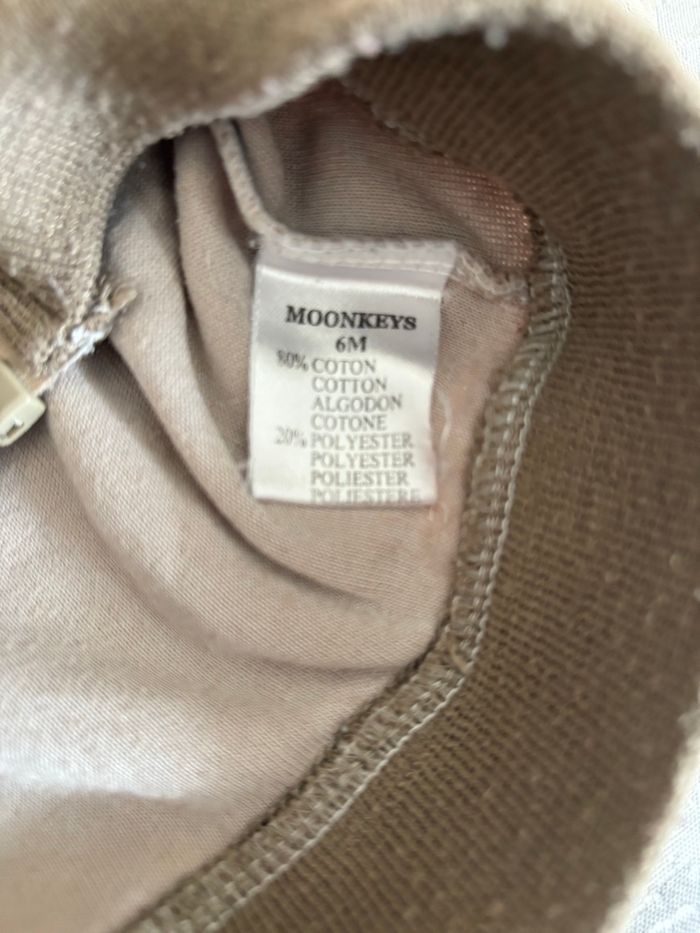 MOONKEYS
6M
80% COTON
COTTON
ALGODON
COTONE
20% POLYESTER
POLYESTER
POLIESTER
POLIESTERE